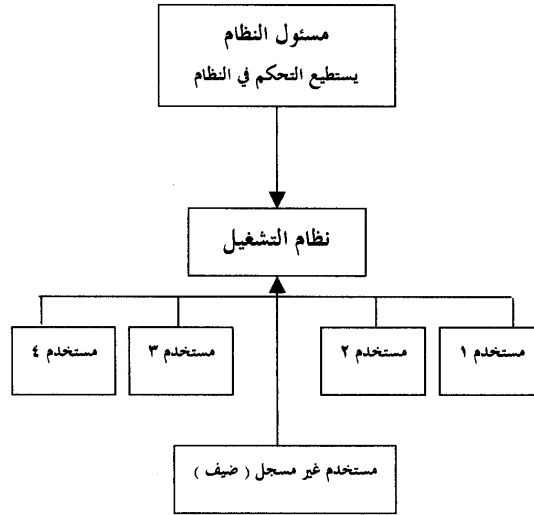 مسئول النظام
يستطيع التحكم في النظام
نظام التشغيل
مستخدم ١
مستخدم ٢
مستخدم ٣
مستخدم ٤
مستخدم غير مسجل ( ضيف )